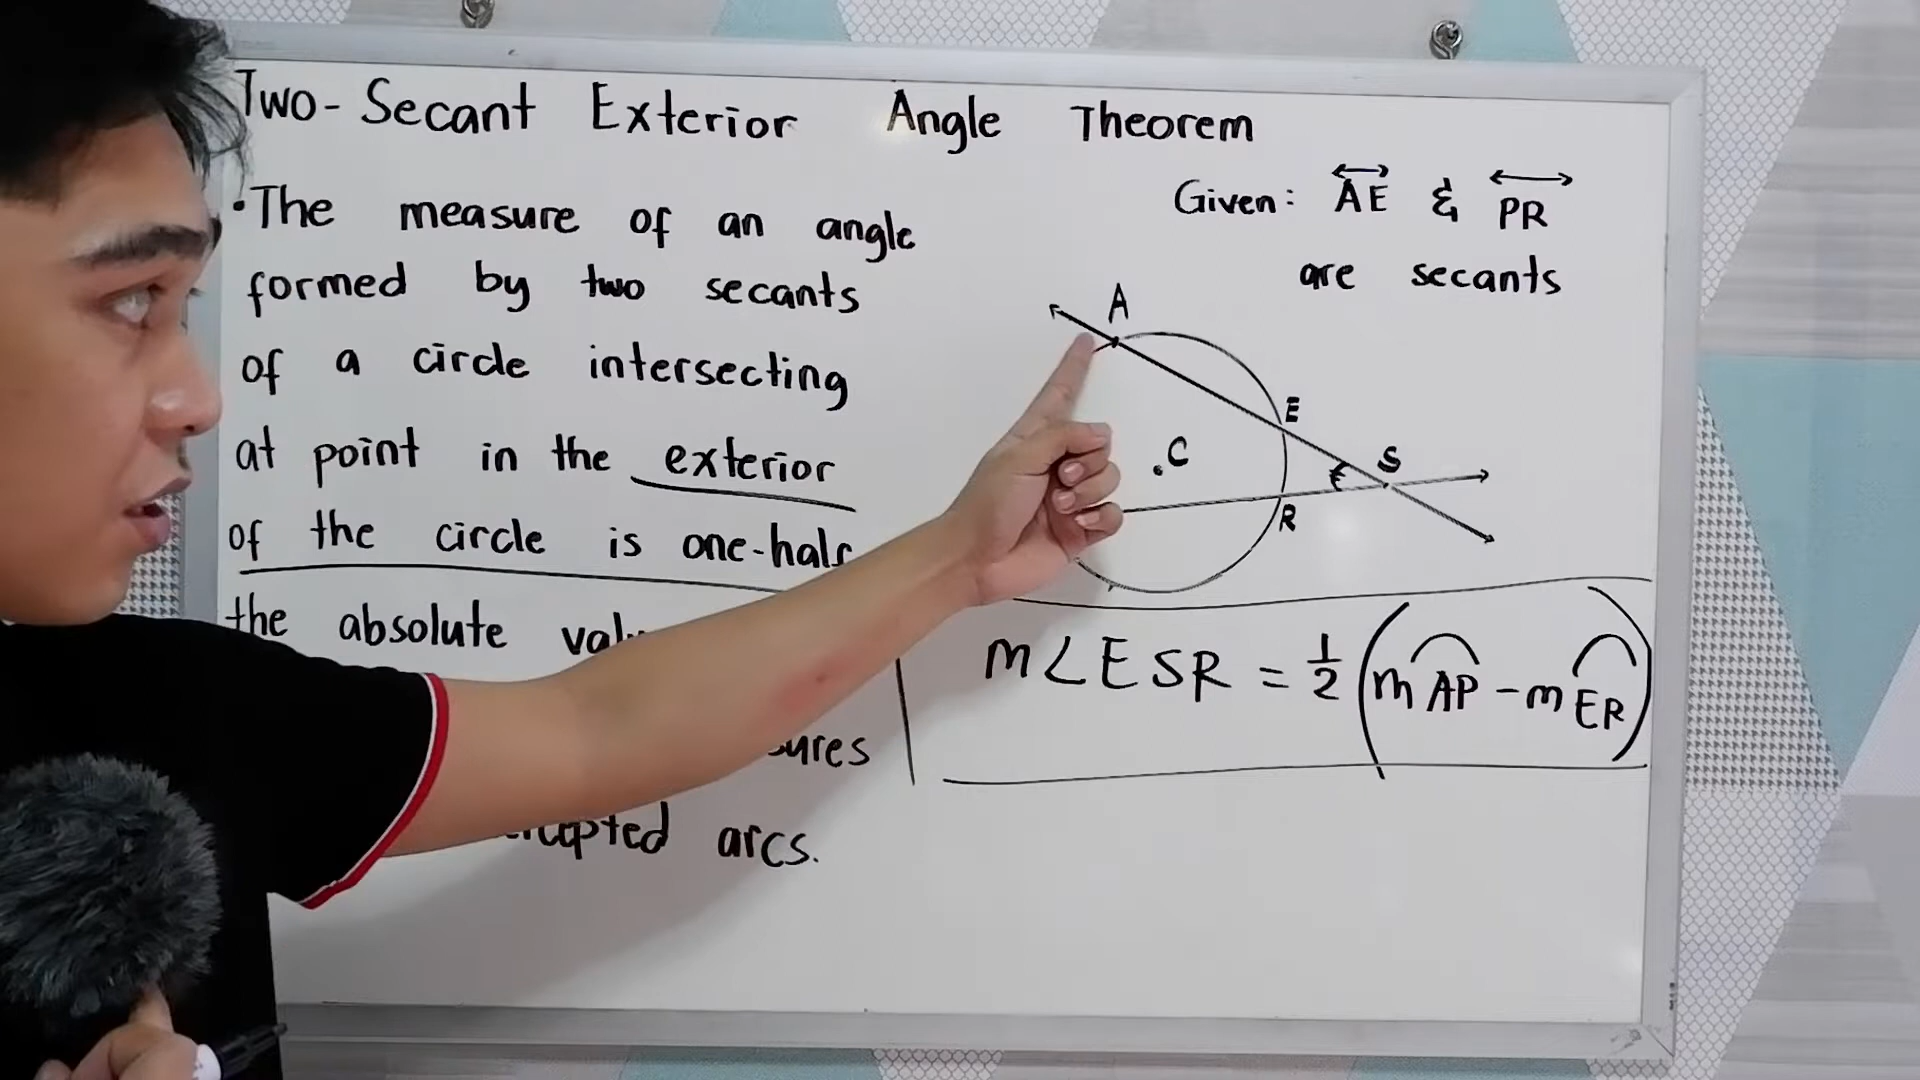 Two-Secant Exterior Angle Theorem
•The measure of an angle
formed by two secants
of a circle intersecting
at point in the exterior
of the circle is one-half
the absolute
arcs.
Given: AE & PR
are secants
A
E
C
S
R
m∠ESR = 1/2 (m AP - m ER)